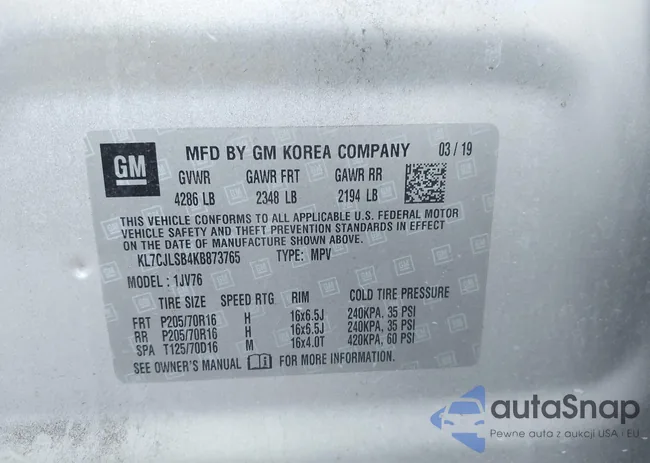 GM
MFD BY GM KOREA COMPANY 03 / 19
GVWR GAWR FRT GAWR RR
4286 LB 2348 LB 2194 LB
THIS VEHICLE CONFORMS TO ALL APPLICABLE U.S. FEDERAL MOTOR
VEHICLE SAFETY AND THEFT PREVENTION STANDARDS IN EFFECT
ON THE DATE OF MANUFACTURE SHOWN ABOVE.
KL7CJLSB4KB873765 TYPE: MPV
MODEL : 1JV76
TIRE SIZE SPEED RTG RIM COLD TIRE PRESSURE
FRT P205/70R16 H 16x6.5J 240KPA, 35 PSI
RR P205/70R16 H 16x6.5J 240KPA, 35 PSI
SPA T125/70D16 M 16x4.0T 420KPA, 60 PSI
SEE OWNER'S MANUAL FOR MORE INFORMATION.
autaSnap
Pewne auta z aukcji USA i EU